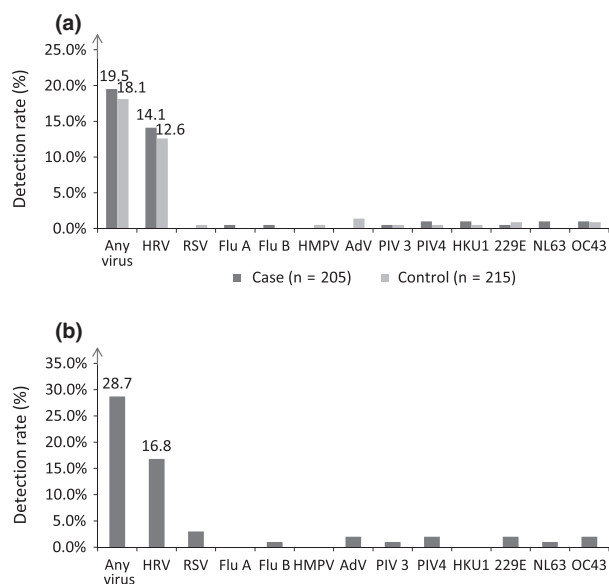 (a)
Detection rate (%)
25.0%
20.0%
15.0%
10.0%
5.0%
0.0%
19.5
18.1
14.1
12.6
Any virus HRV RSV Flu A Flu B HMPV AdV PIV 3 PIV4 HKU1 229E NL63 OC43
Case (n = 205) Control (n = 215)
(b)
Detection rate (%)
35.0%
30.0%
25.0%
20.0%
15.0%
10.0%
5.0%
0.0%
28.7
16.8
Any virus HRV RSV Flu A Flu B HMPV AdV PIV 3 PIV4 HKU1 229E NL63 OC43